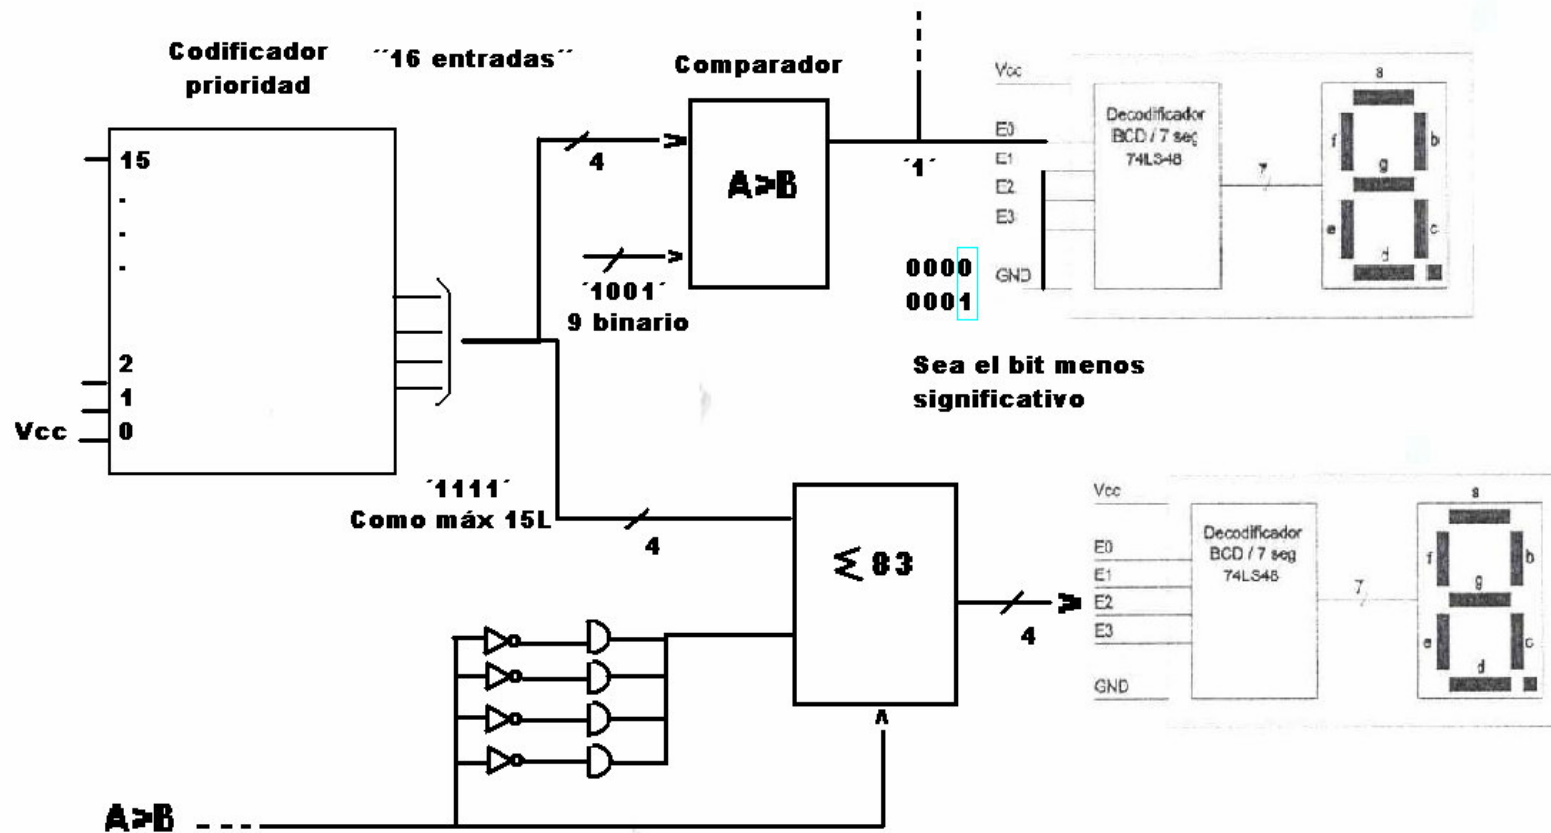 Codificador
prioridad
´´16 entradas´´
15
.
.
.
2
1
Vcc
0
´1111´
Como máx 15L
4
´1001´
9 binario
Comparador
A>B
´1´
0000
0001
Sea el bit menos
significativo
Vcc
E0
E1
E2
E3
GND
Decodificador
BCD / 7 seg
74LS48
7
a
f
b
g
e
c
d
4
Σ 83
4
Vcc
E0
E1
E2
E3
GND
Decodificador
BCD / 7 seg
74LS48
7
a
f
b
g
e
c
d
A>B